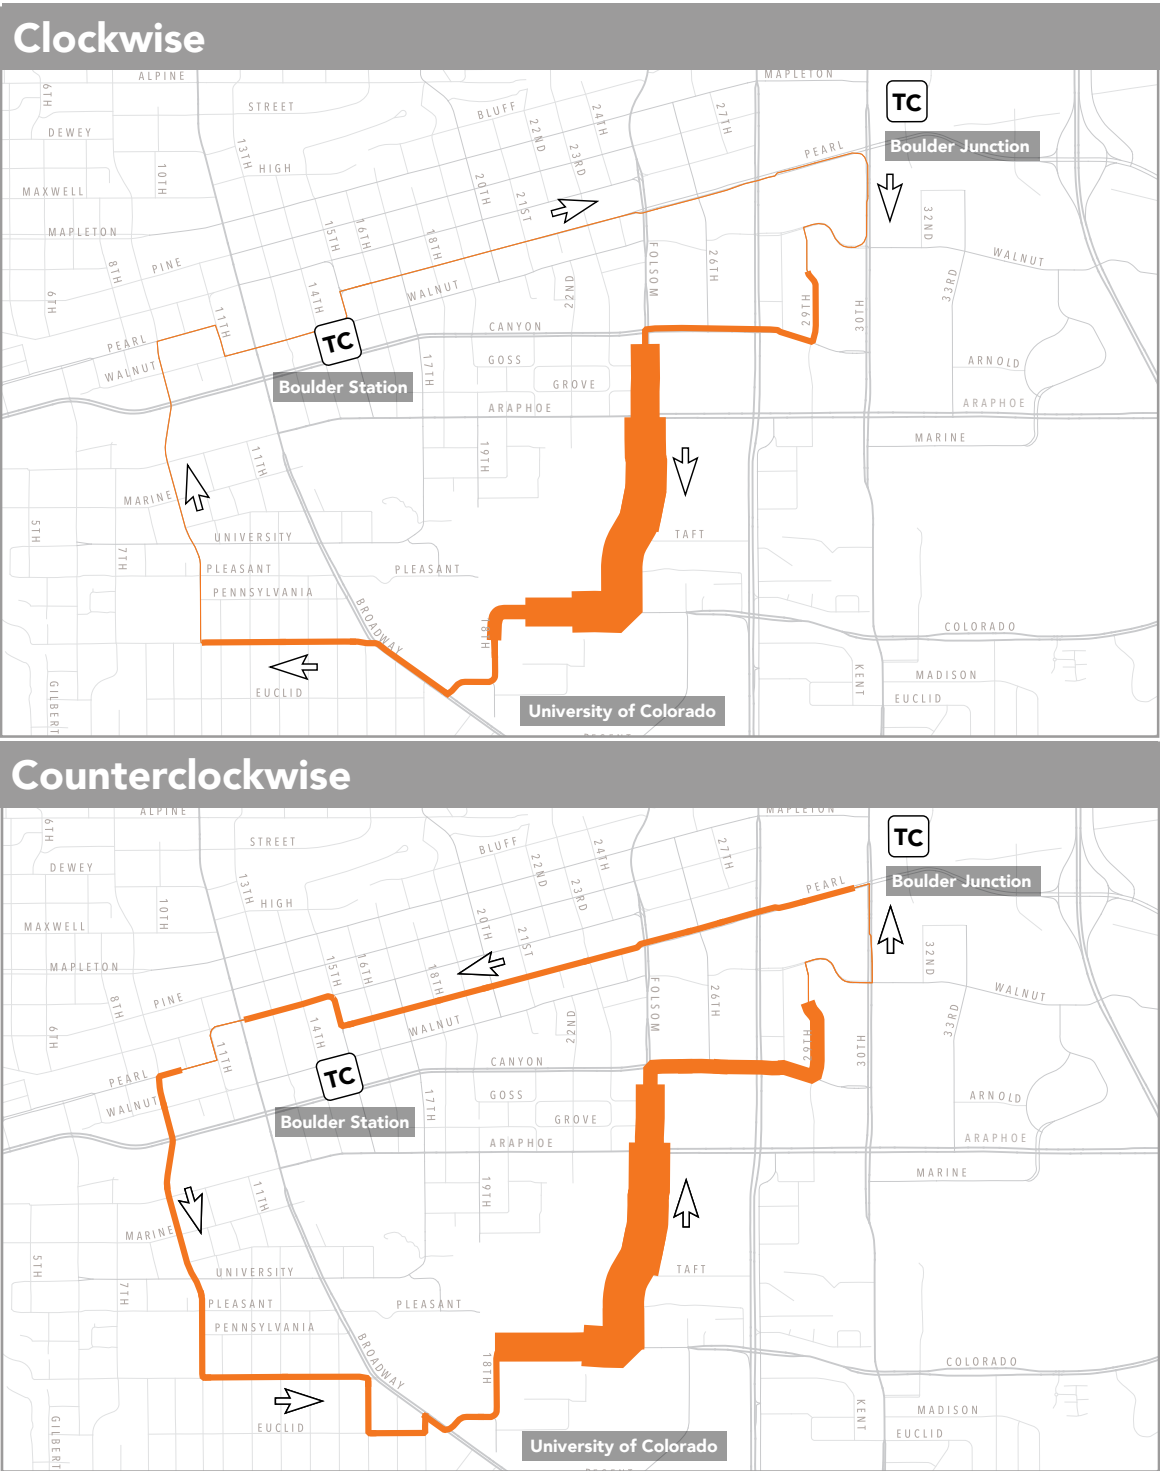 Clockwise
ALPINE
MAPLETON
6TH
STREET
BLUFF
24TH
27TH
TC
DEWEY
22ND
Boulder Junction
13TH
HIGH
23RD
PEARL
10TH
MAXWELL
20TH
21ST
32ND
MAPLETON
15TH
16TH
18TH
PINE
8TH
FOLSOM
26TH
WALNUT
33RD
6TH
14TH
WALNUT
22ND
29TH
30TH
11TH
CANYON
PEARL
TC
WALNUT
GOSS
ARNOLD
17TH
Boulder Station
GROVE
ARAPHOE
ARAPHOE
MARINE
11TH
19TH
MARINE
5TH
UNIVERSITY
TAFT
7TH
PLEASANT
PLEASANT
PENNSYLVANIA
BROADWAY
18TH
COLORADO
KENT
MADISON
GILBERT
EUCLID
EUCLID
University of Colorado
Counterclockwise
ALPINE
MAPLETON
6TH
STREET
BLUFF
24TH
27TH
TC
DEWEY
22ND
Boulder Junction
13TH
HIGH
23RD
PEARL
10TH
MAXWELL
20TH
21ST
32ND
MAPLETON
15TH
16TH
18TH
PINE
8TH
FOLSOM
26TH
WALNUT
33RD
6TH
14TH
WALNUT
22ND
29TH
30TH
11TH
CANYON
PEARL
TC
WALNUT
GOSS
ARNOLD
17TH
Boulder Station
GROVE
ARAPHOE
ARAPHOE
MARINE
11TH
19TH
MARINE
5TH
UNIVERSITY
TAFT
7TH
PLEASANT
PLEASANT
PENNSYLVANIA
BROADWAY
18TH
COLORADO
KENT
MADISON
GILBERT
EUCLID
EUCLID
University of Colorado